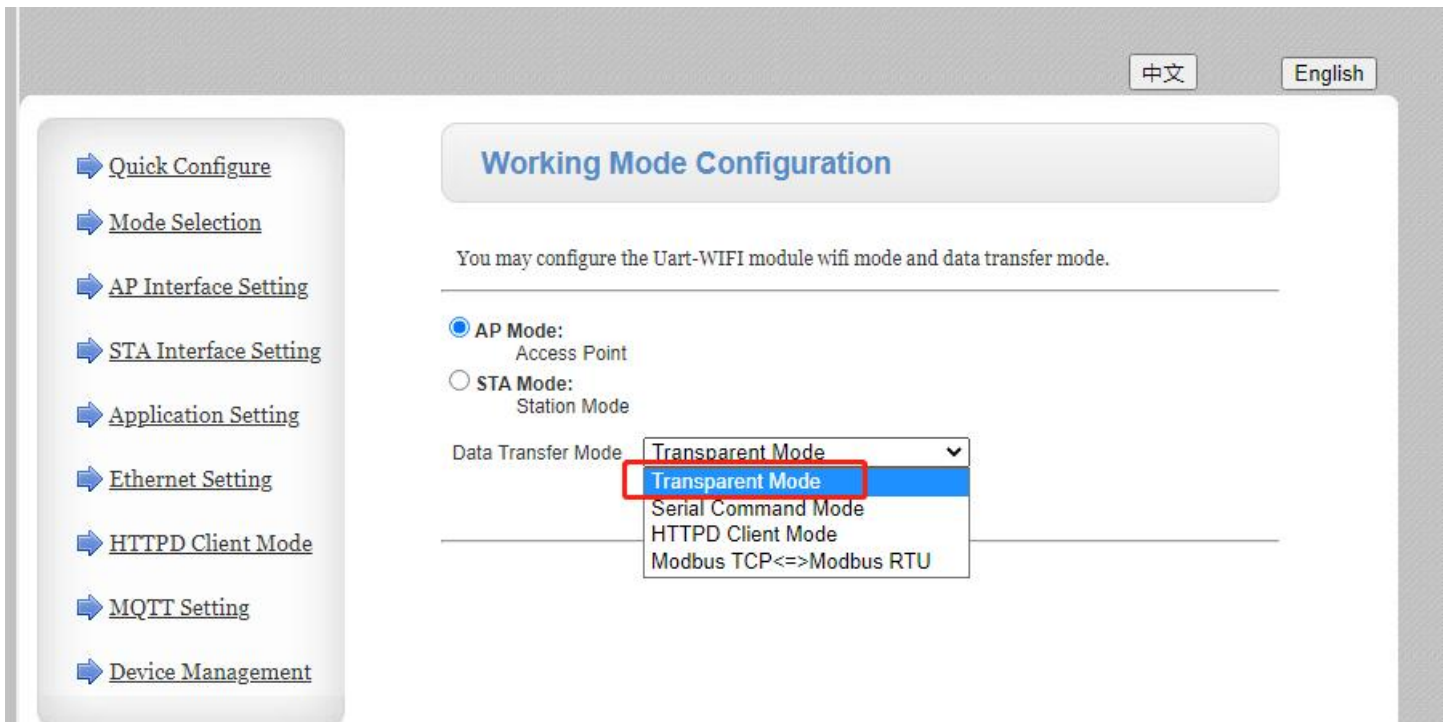 中文
English
Quick Configure
Mode Selection
AP Interface Setting
STA Interface Setting
Application Setting
Ethernet Setting
HTTPD Client Mode
MQTT Setting
Device Management
Working Mode Configuration
You may configure the Uart-WIFI module wifi mode and data transfer mode.
AP Mode:
Access Point
STA Mode:
Station Mode
Data Transfer Mode Transparent Mode
Transparent Mode
Serial Command Mode
HTTPD Client Mode
Modbus TCP<=>Modbus RTU